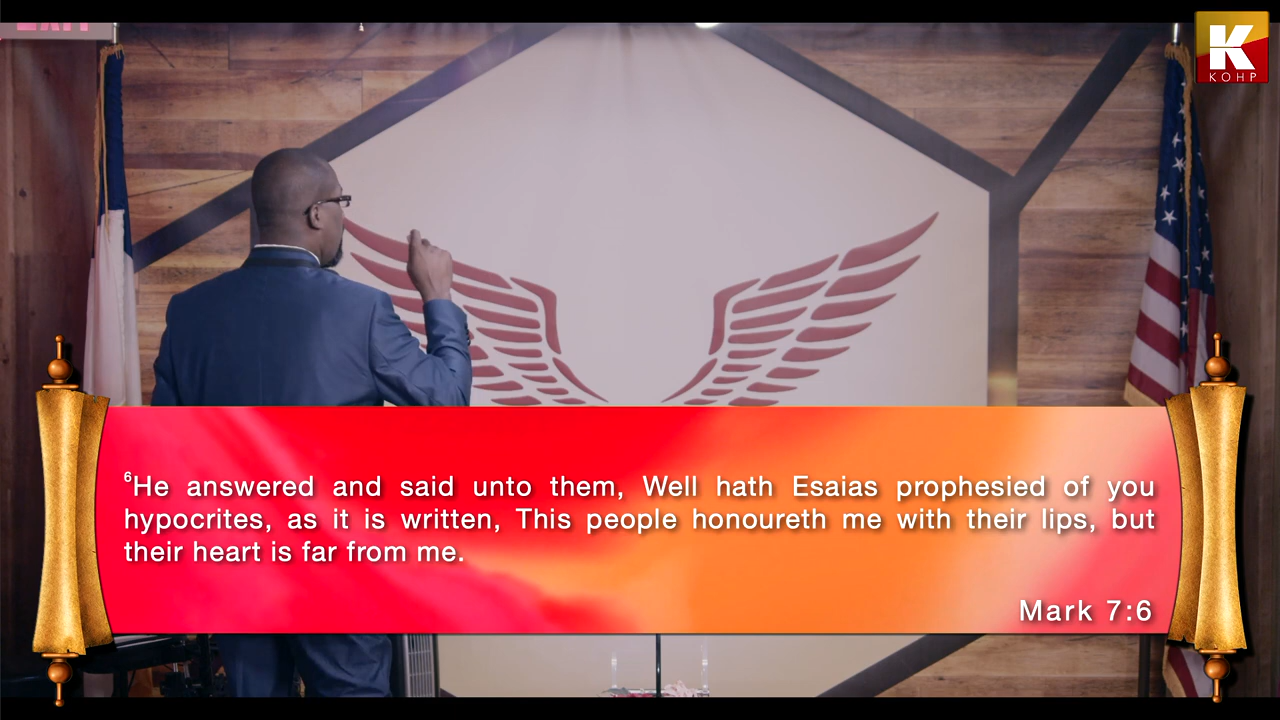 EXIT
K
KOHP
⁶He answered and said unto them, Well hath Esaias prophesied of you
hypocrites, as it is written, This people honoureth me with their lips, but
their heart is far from me.
Mark 7:6